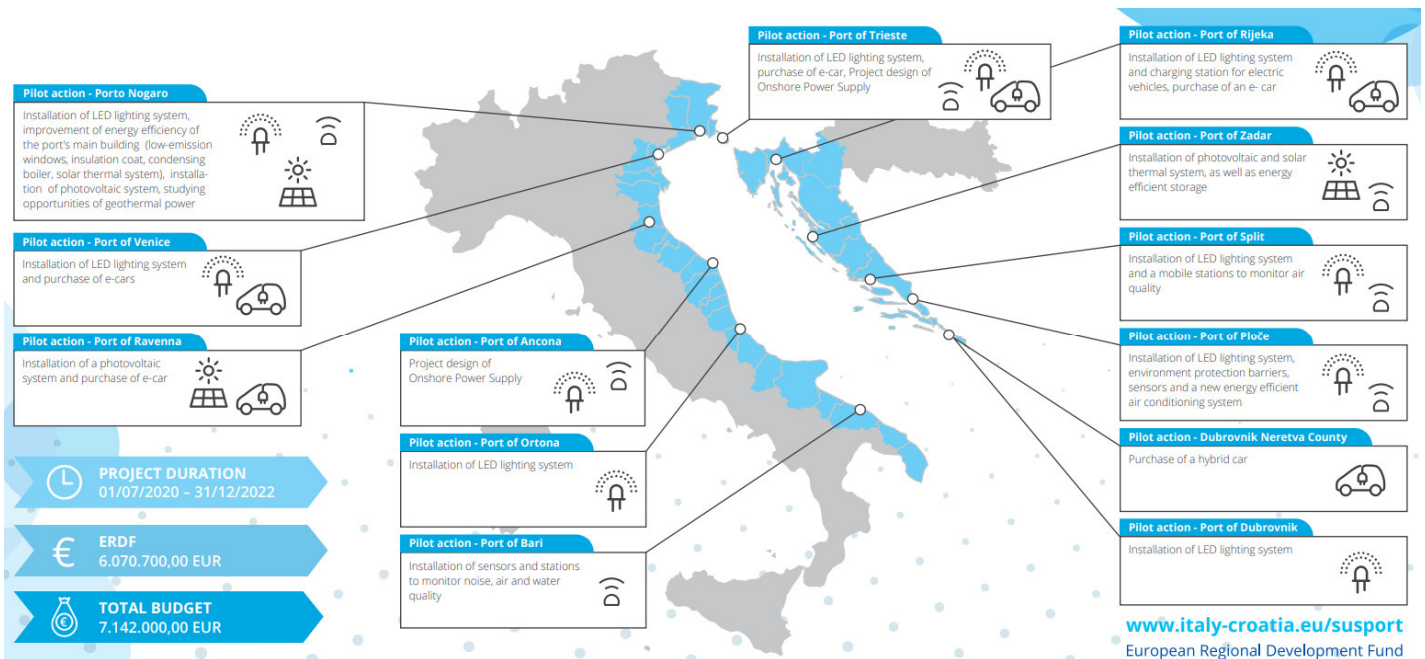 Pilot action - Porto Nogaro
Installation of LED lighting system,
improvement of energy efficiency of
the port's main building (low-emission
windows, insulation coat, condensing
boiler, solar thermal system), installa-
tion of photovoltaic system, studying
opportunities of geothermal power
Pilot action - Port of Venice
Installation of LED lighting system
and purchase of e-cars
Pilot action - Port of Ravenna
Installation of a photovoltaic
system and purchase of e-car
PROJECT DURATION
01/07/2020 – 31/12/2022
€
ERDF
6.070.700,00 EUR
€
TOTAL BUDGET
7.142.000,00 EUR
Pilot action - Port of Ancona
Project design of
Onshore Power Supply
Pilot action - Port of Ortona
Installation of LED lighting system
Pilot action - Port of Bari
Installation of sensors and stations
to monitor noise, air and water
quality
Pilot action - Port of Trieste
Installation of LED lighting system,
purchase of e-car, Project design of
Onshore Power Supply
Pilot action - Port of Rijeka
Installation of LED lighting system
and charging station for electric
vehicles, purchase of an e- car
Pilot action - Port of Zadar
Installation of photovoltaic and solar
thermal system, as well as energy
efficient storage
Pilot action - Port of Split
Installation of LED lighting system
and a mobile stations to monitor air
quality
Pilot action - Port of Ploče
Installation of LED lighting system,
environment protection barriers,
sensors and a new energy efficient
air conditioning system
Pilot action - Dubrovnik Neretva County
Purchase of a hybrid car
Pilot action - Port of Dubrovnik
Installation of LED lighting system
www.italy-croatia.eu/susport
European Regional Development Fund